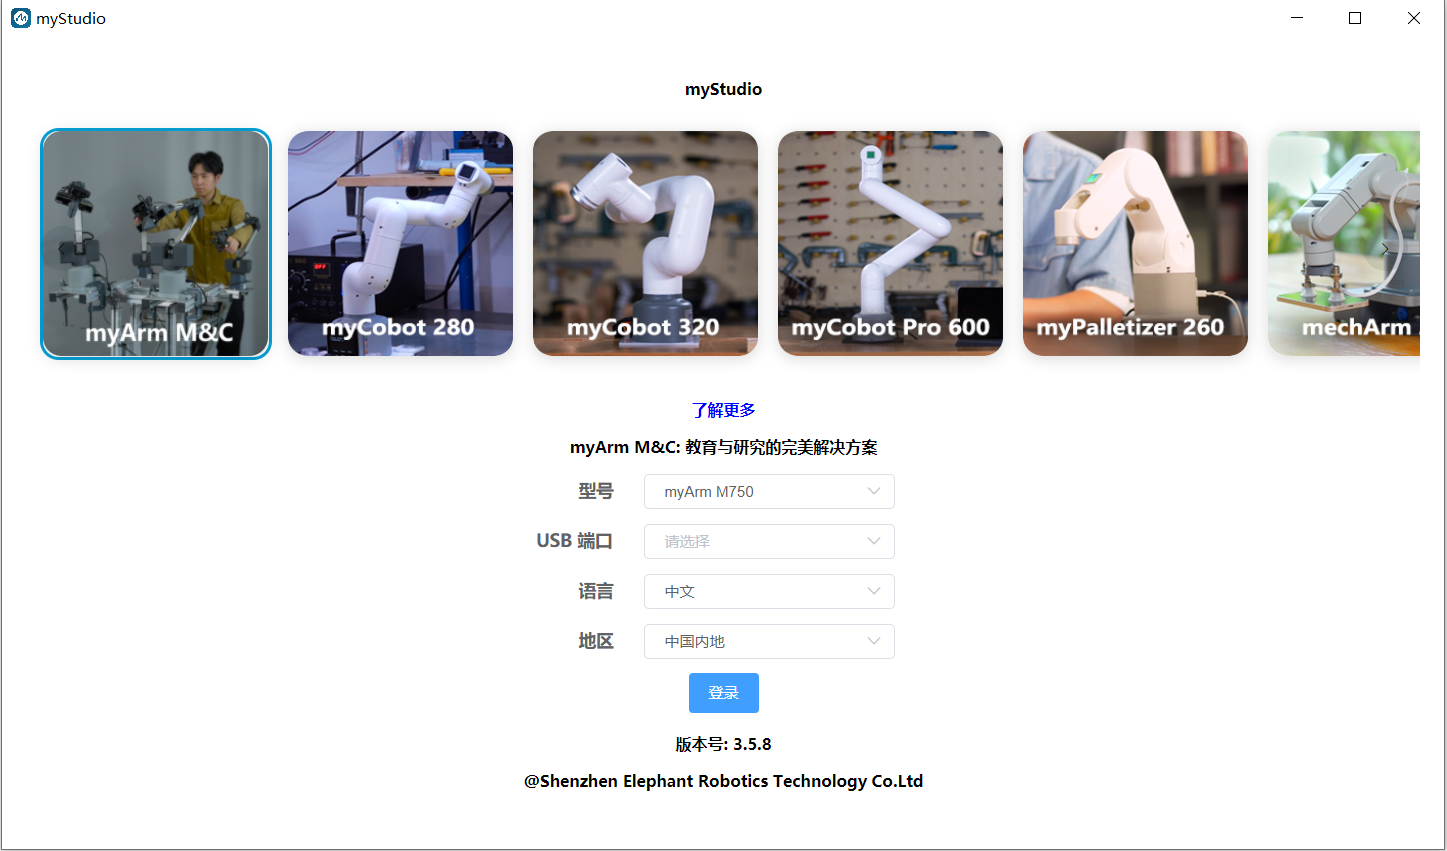 myStudio
myStudio
myArm M&C
myCobot 280
myCobot 320
myCobot Pro 600
myPalletizer 260
mechArm
了解更多
myArm M&C: 教育与研究的完美解决方案
型号 myArm M750
USB 端口 请选择
语言 中文
地区 中国内地
登录
版本号: 3.5.8
@Shenzhen Elephant Robotics Technology Co.Ltd